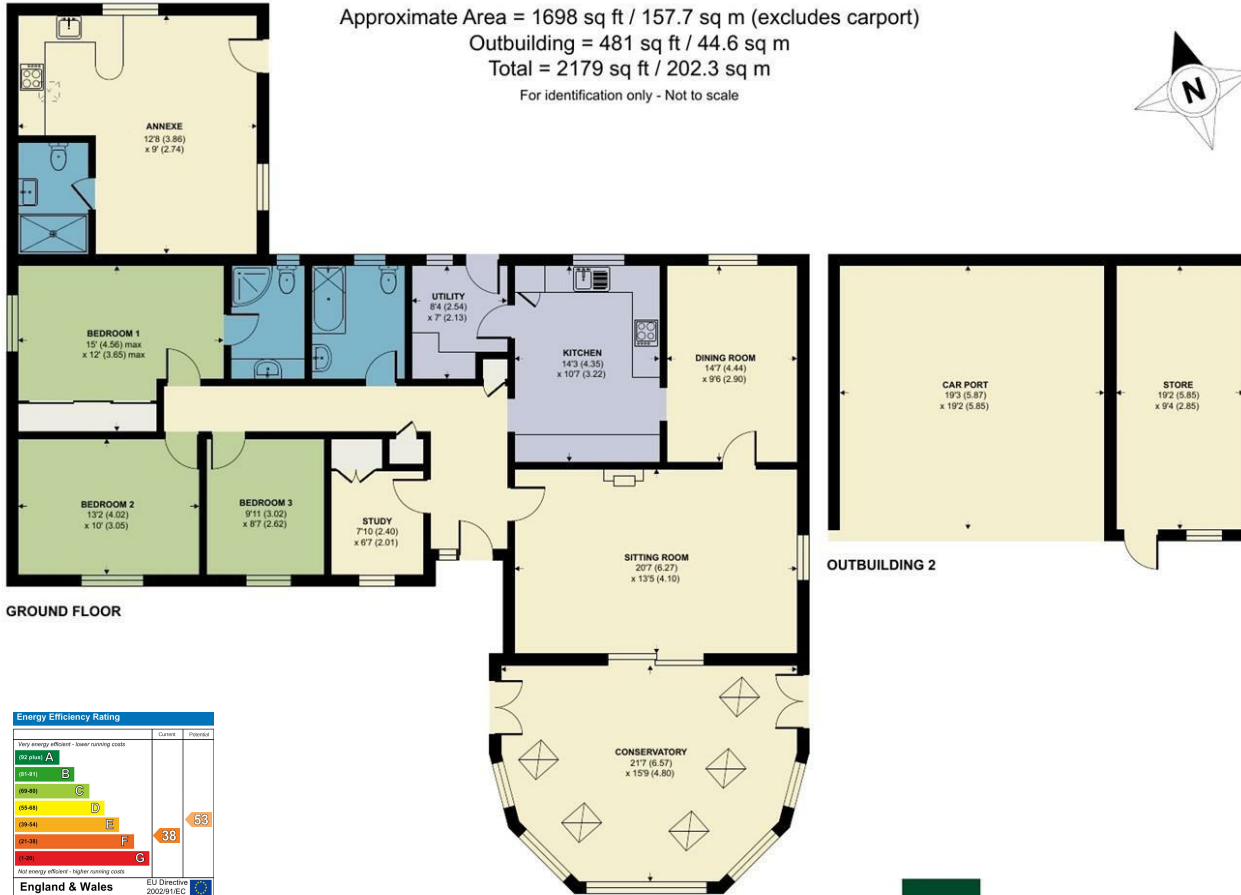 Approximate Area = 1698 sq ft / 157.7 sq m (excludes carport)
Outbuilding = 481 sq ft / 44.6 sq m
Total = 2179 sq ft / 202.3 sq m
For identification only - Not to scale
N
ANNEXE
12'8 (3.86)
x 9' (2.74)
BEDROOM 1
15' (4.56) max
x 12' (3.65) max
UTILITY
8'4 (2.54)
x 7' (2.13)
KITCHEN
14'3 (4.35)
x 10'7 (3.22)
DINING ROOM
14'7 (4.44)
x 9'6 (2.90)
CAR PORT
19'3 (5.87)
x 19'2 (5.85)
STORE
19'2 (5.85)
x 9'4 (2.85)
BEDROOM 2
13'2 (4.02)
x 10' (3.05)
BEDROOM 3
9'11 (3.02)
x 8'7 (2.62)
STUDY
7'10 (2.40)
x 6'7 (2.01)
SITTING ROOM
20'7 (6.27)
x 13'5 (4.10)
OUTBUILDING 2
GROUND FLOOR
CONSERVATORY
21'7 (6.57)
x 15'9 (4.80)
Energy Efficiency Rating
Current Potential
Very energy efficient - lower running costs
(92 plus) A
(81-91) B
(69-80) C
(55-68) D
(39-54) E
(21-38) F
(1-20) G
38
53
Not energy efficient - higher running costs
England & Wales
EU Directive
2002/91/EC